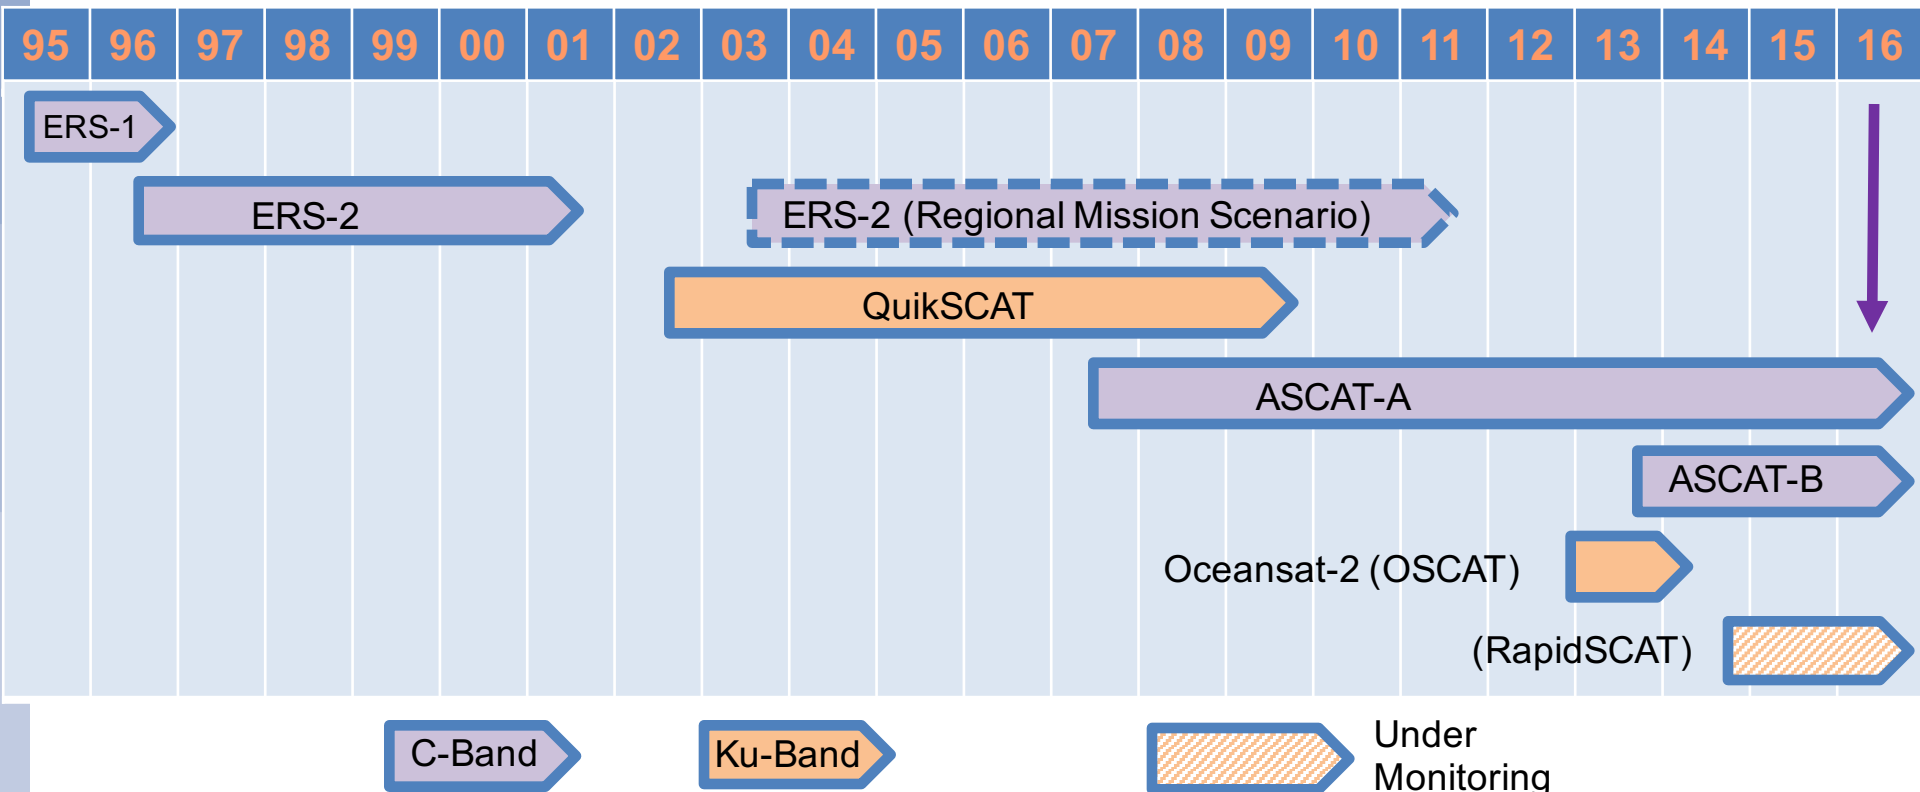 95 96 97 98 99 00 01 02 03 04 05 06 07 08 09 10 11 12 13 14 15 16
ERS-1
ERS-2
ERS-2 (Regional Mission Scenario)
QuikSCAT
ASCAT-A
ASCAT-B
Oceansat-2 (OSCAT)
(RapidSCAT)
C-Band
Ku-Band
Under
Monitoring